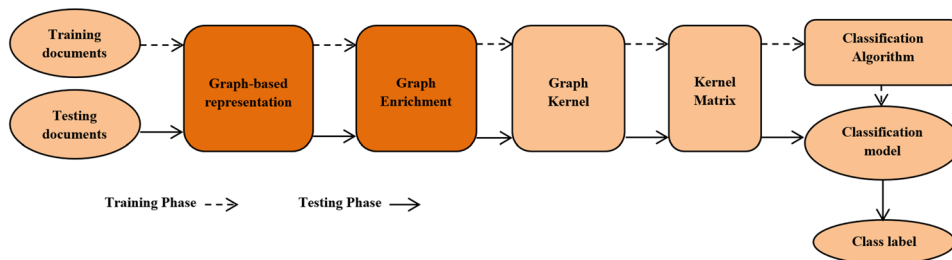 Training
documents
Testing
documents
Graph-based
representation
Graph
Enrichment
Graph
Kernel
Kernel
Matrix
Classification
Algorithm
Classification
model
Class label
Training Phase
Testing Phase